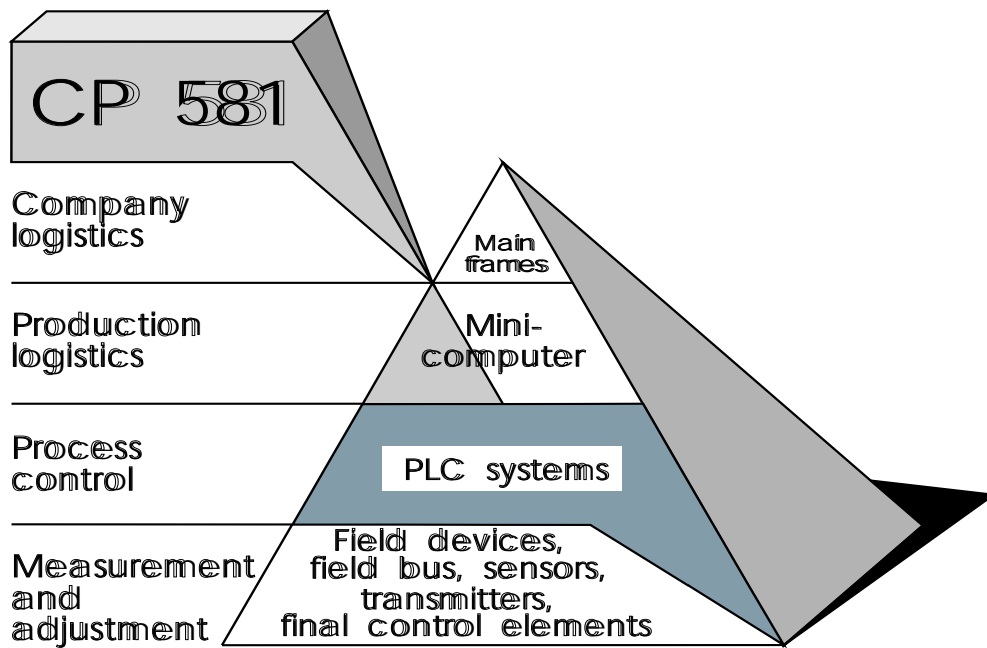 CP 581
Company
logistics
Main
frames
Production
logistics
Mini-
computer
Process
control
PLC systems
Measurement
and
adjustment
Field devices,
field bus, sensors,
transmitters,
final control elements